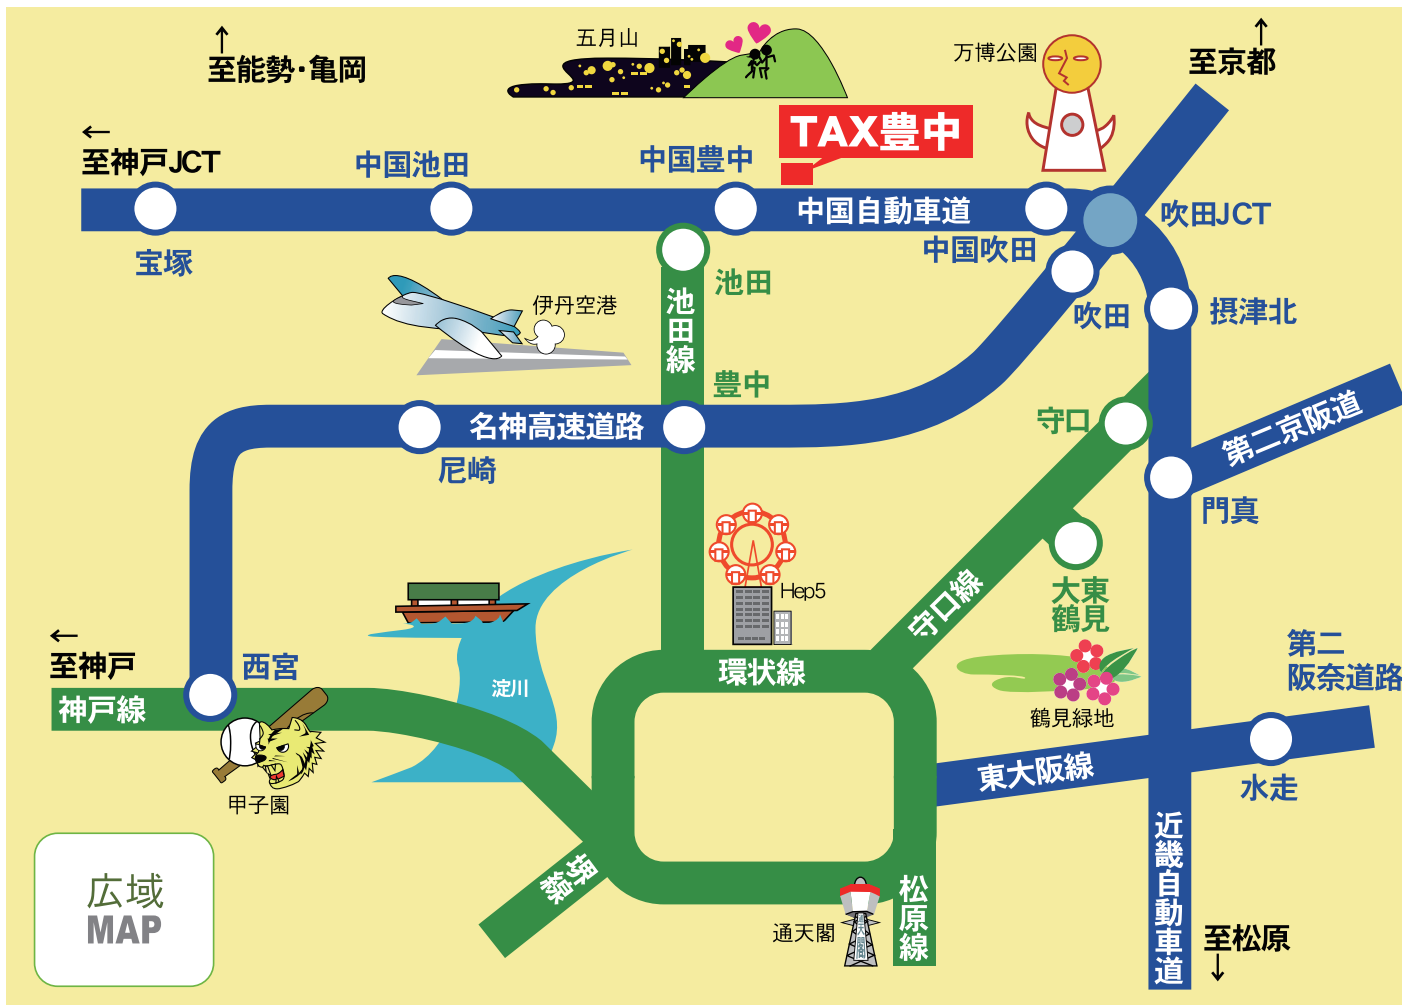 ↑
至能勢・亀岡
五月山
万博公園
↑
至京都
←
至神戸JCT
中国池田
中国豊中
TAX豊中
中国自動車道
中国吹田
吹田JCT
宝塚
池田
池田線
伊丹空港
吹田
摂津北
豊中
名神高速道路
尼崎
守口
第二京阪道
門真
大東
鶴見
守口線
Hep5
←
至神戸
西宮
神戸線
淀川
環状線
鶴見緑地
第二
阪奈道路
東大阪線
水走
甲子園
堺線
通天閣
通天閣
松原線
近畿自動車道
至松原
↓
広域
MAP